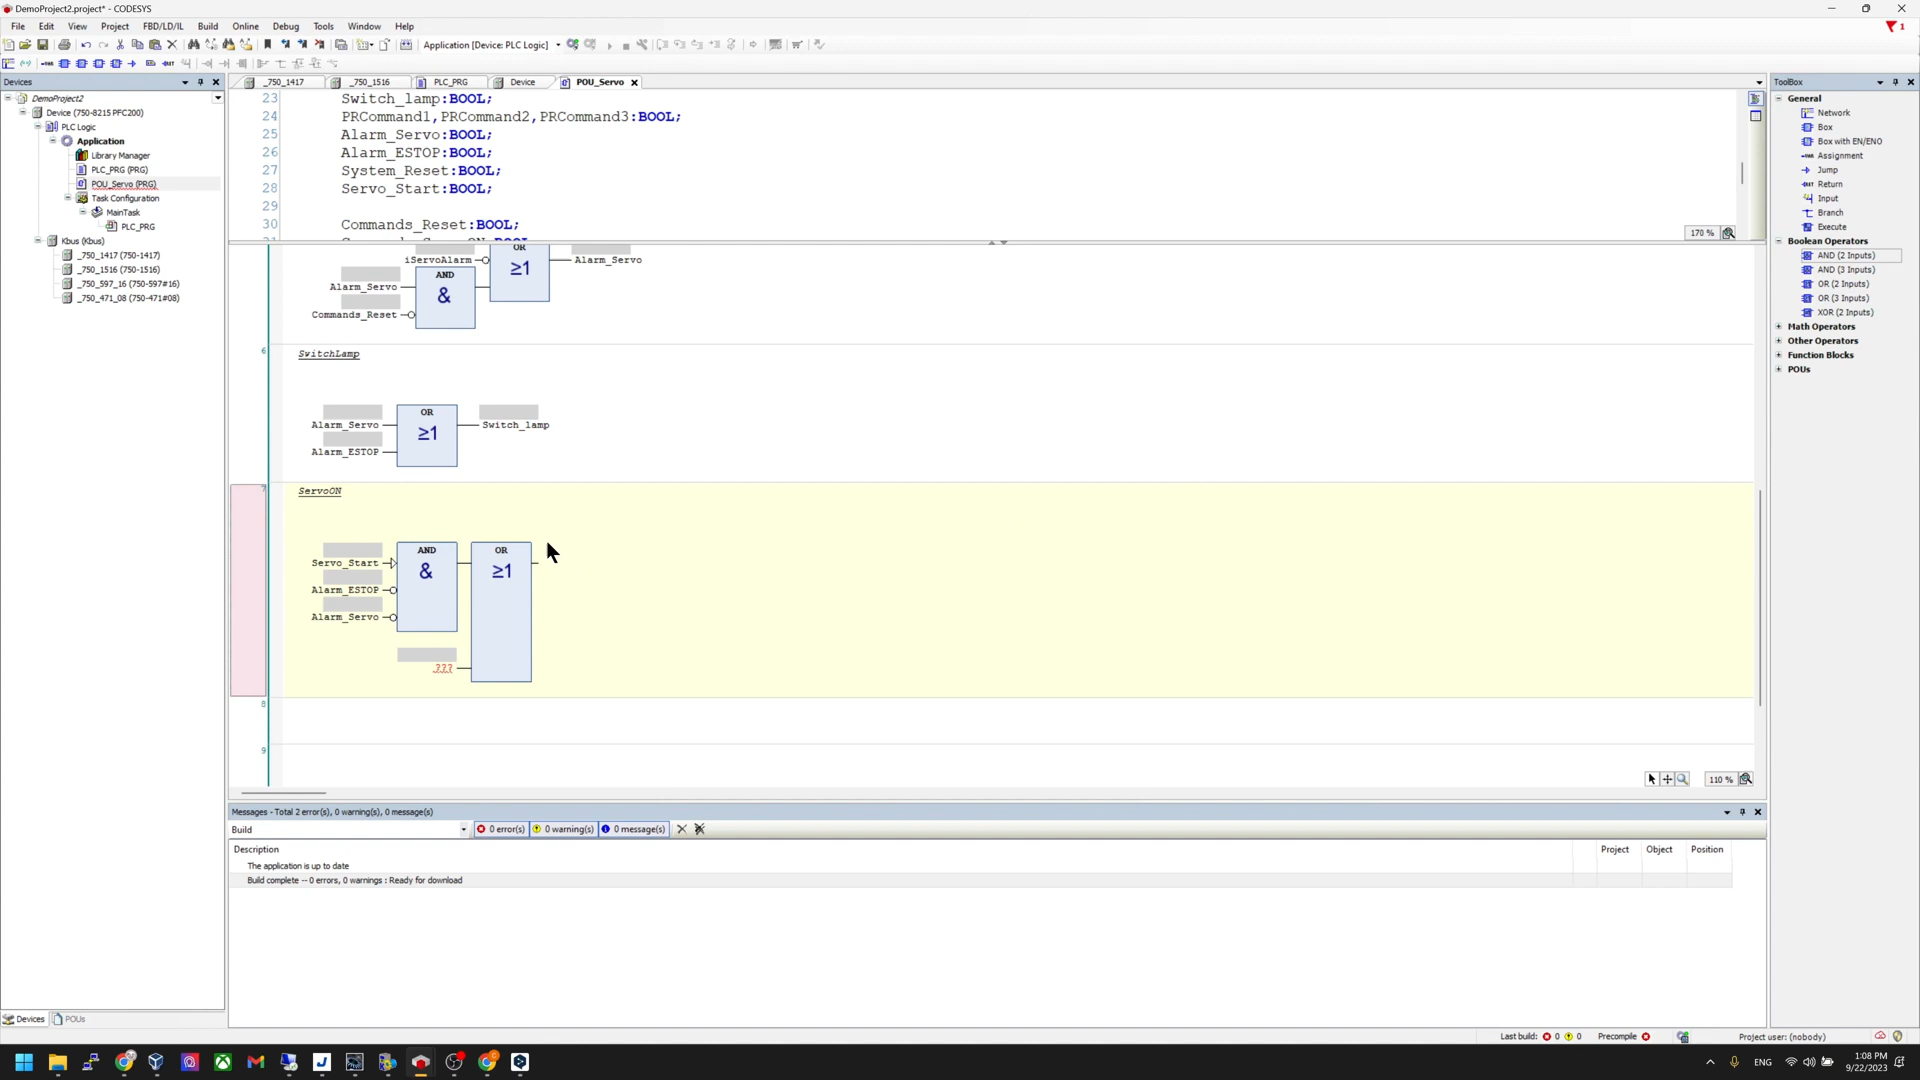 DemoProject2.project* - CODESYS
File Edit View Project FBD/LD/IL Build Online Debug Tools Window Help
1
Application [Device: PLC Logic]
Devices
DemoProject2
Device (750-8215 PFC200)
PLC Logic
Application
Library Manager
PLC_PRG (PRG)
POU_Servo (PRG)
Task Configuration
MainTask
PLC_PRG
Kbus (Kbus)
_750_1417 (750-1417)
_750_1516 (750-1516)
_750_597_16 (750-597#16)
_750_471_08 (750-471#08)
Devices POUs
_750_1417 _750_1516 PLC_PRG Device POU_Servo
23 Switch_lamp:BOOL;
24 PRCommand1,PRCommand2,PRCommand3:BOOL;
25 Alarm_Servo:BOOL;
26 Alarm_ESTOP:BOOL;
27 System_Reset:BOOL;
28 Servo_Start:BOOL;
29
30 Commands_Reset:BOOL;
170 %
OR
iServoAlarm ≥1 Alarm_Servo
AND
Alarm_Servo &
Commands_Reset
6 SwitchLamp
OR
Alarm_Servo ≥1 Switch_lamp
Alarm_ESTOP
7 ServoON
AND OR
Servo_Start & ≥1
Alarm_ESTOP
Alarm_Servo
???
8
9
110 %
ToolBox
General
Network
Box
Box with EN/ENO
Assignment
Jump
Return
Input
Branch
Execute
Boolean Operators
AND (2 Inputs)
AND (3 Inputs)
OR (2 Inputs)
OR (3 Inputs)
XOR (2 Inputs)
Math Operators
Other Operators
Function Blocks
POUs
Messages - Total 2 error(s), 0 warning(s), 0 message(s)
Build 0 error(s) 0 warning(s) 0 message(s)
Description Project Object Position
The application is up to date
Build complete -- 0 errors, 0 warnings : Ready for download
Last build: 0 0 Precompile Project user: (nobody)
ENG
1:08 PM
9/22/2023